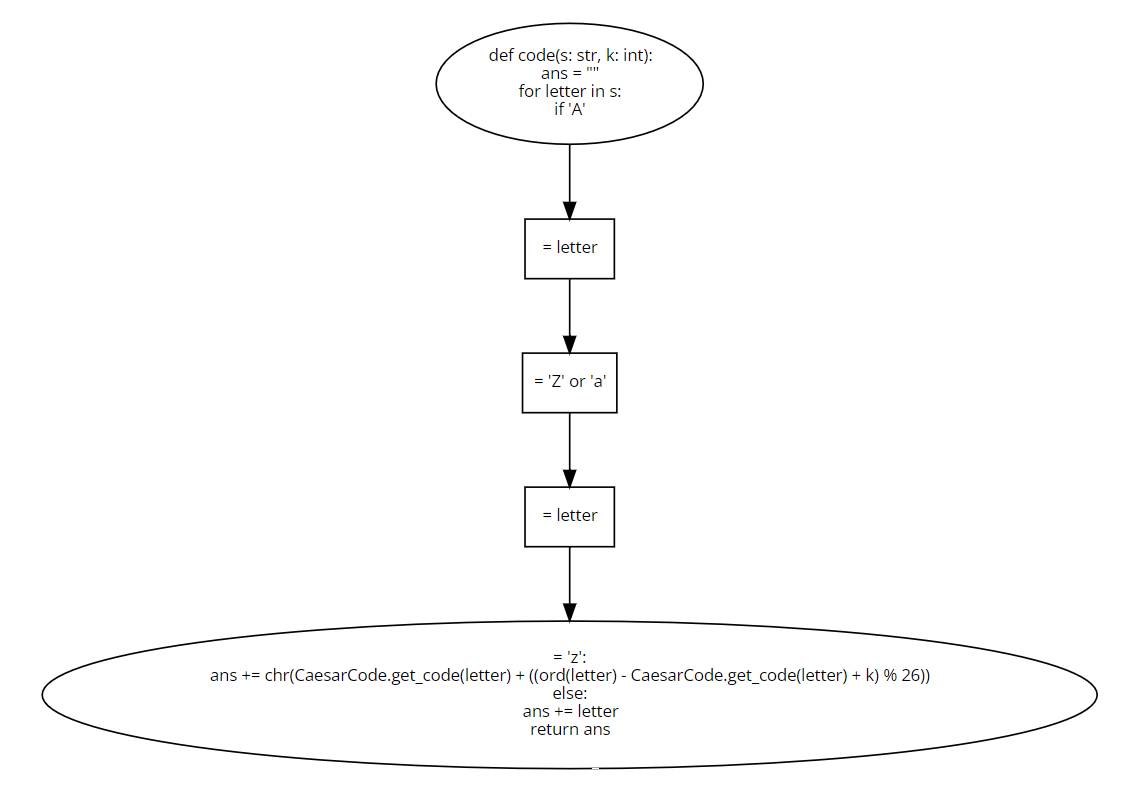 def code(s: str, k: int):
ans = ""
for letter in s:
if 'A'
= letter
= 'Z' or 'a'
= letter
= 'z':
ans += chr(CaesarCode.get_code(letter) + ((ord(letter) - CaesarCode.get_code(letter) + k) % 26))
else:
ans += letter
return ans